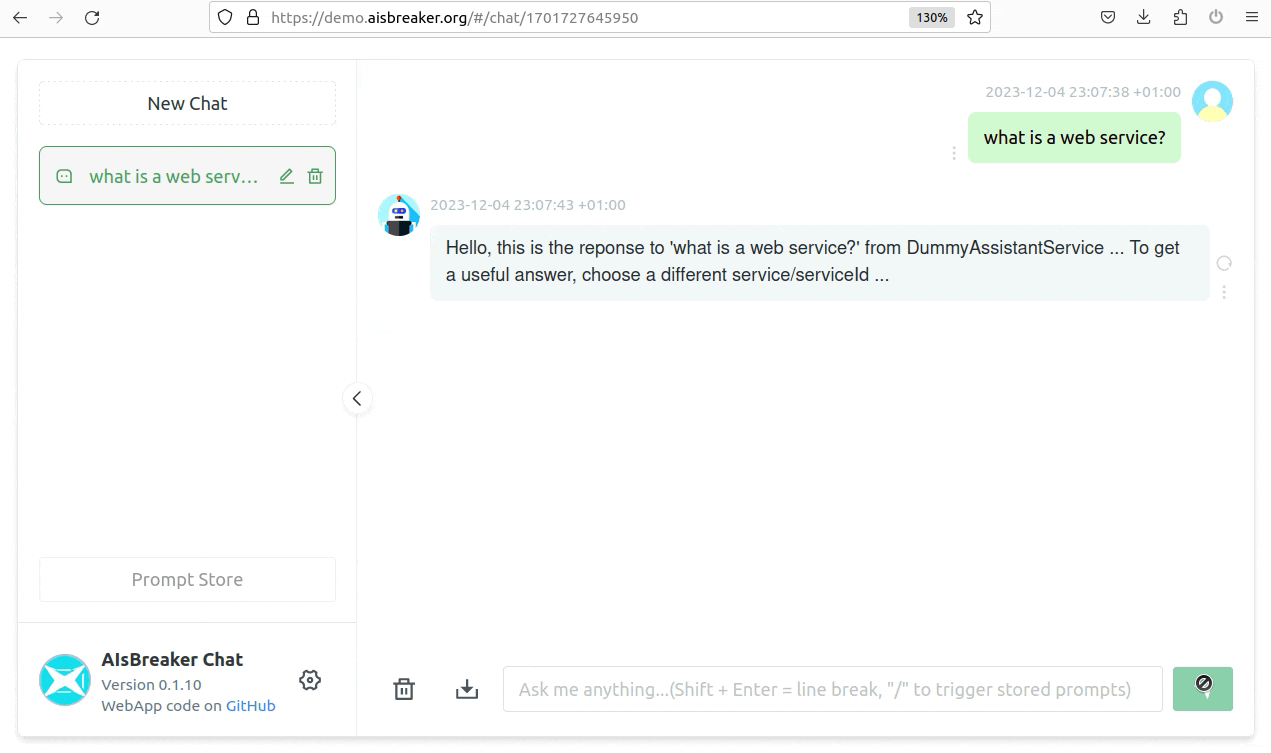 https://demo.aisbreaker.org/#/chat/1701727645950
130%
New Chat
what is a web serv...
2023-12-04 23:07:38 +01:00
what is a web service?
2023-12-04 23:07:43 +01:00
Hello, this is the reponse to 'what is a web service?' from DummyAssistantService ... To get
a useful answer, choose a different service/serviceId ...
Prompt Store
AIsBreaker Chat
Version 0.1.10
WebApp code on GitHub
Ask me anything...(Shift + Enter = line break, "/" to trigger stored prompts)